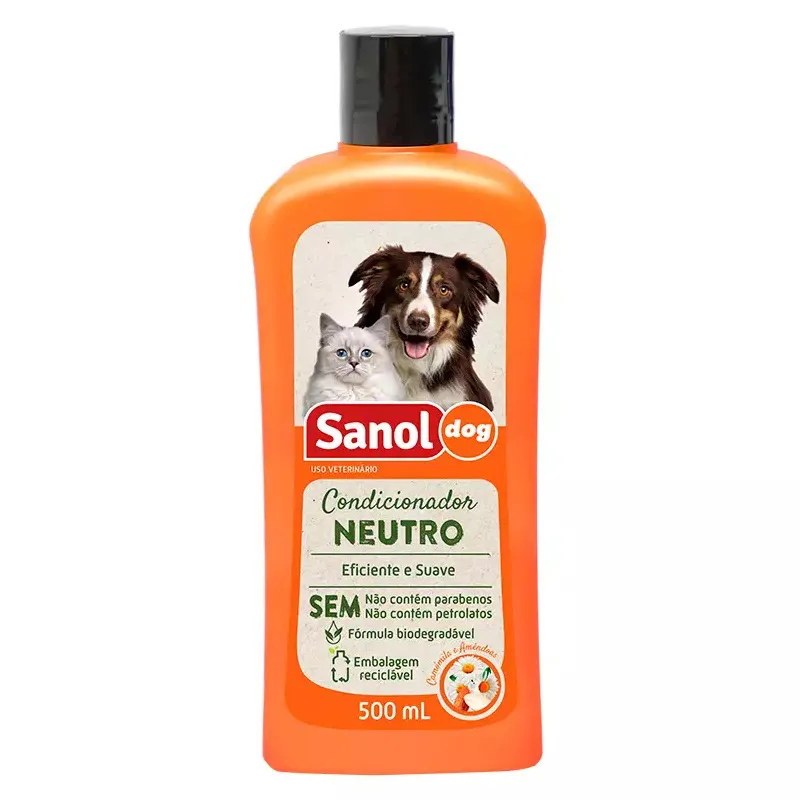 Sanol dog
USO VETERINÁRIO
Condicionador
NEUTRO
Eficiente e Suave
SEM Não contém parabenos
Não contém petrolatos
Fórmula biodegradável
Embalagem
reciclável
Camomila e Amêndoas
500 mL